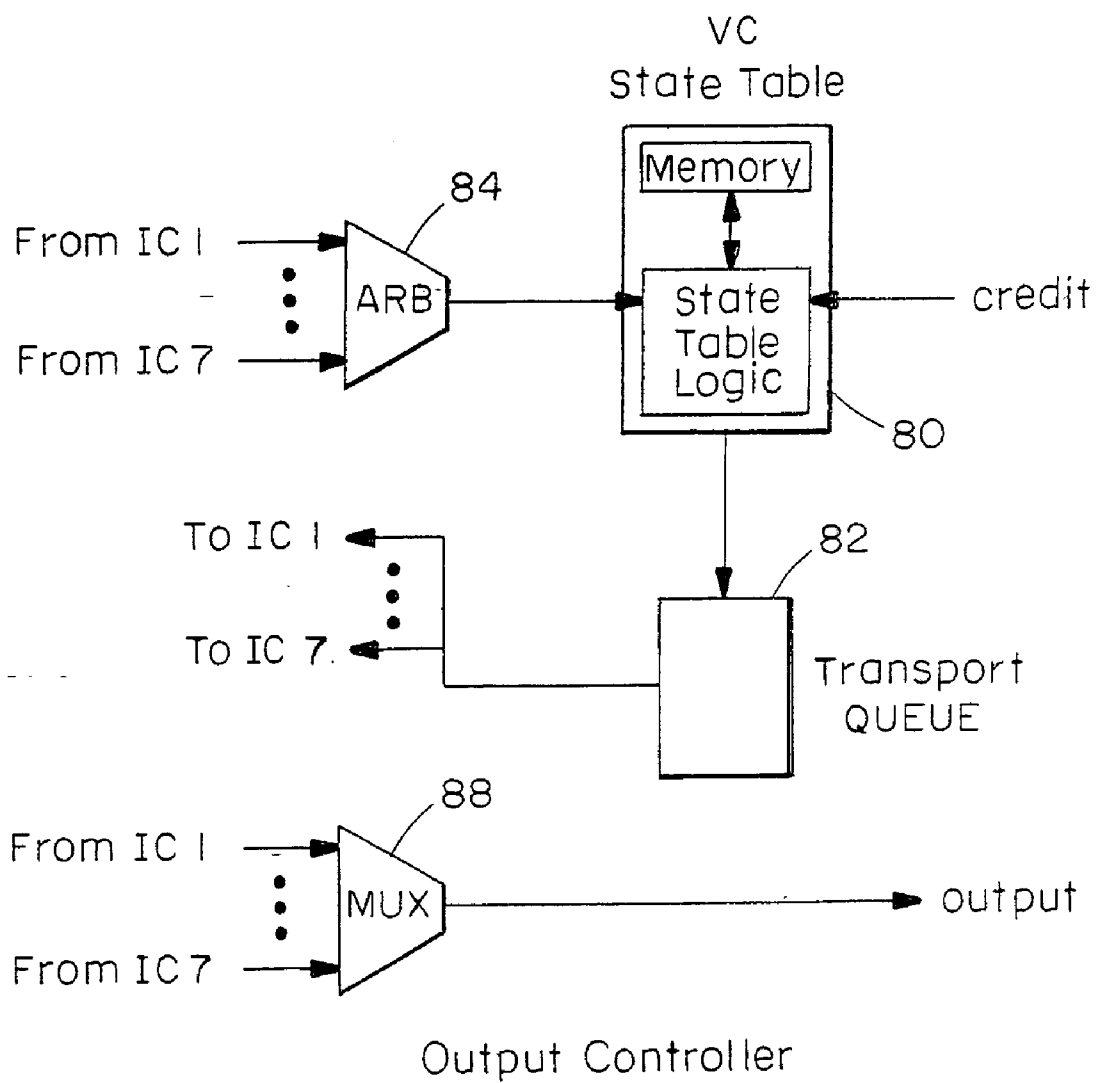 VC
State Table
Memory
84
From IC 1
ARB
State
Table
Logic
credit
From IC 7
80
To IC 1
82
To IC 7.
Transport
QUEUE
88
From IC 1
MUX
output
From IC 7
Output Controller